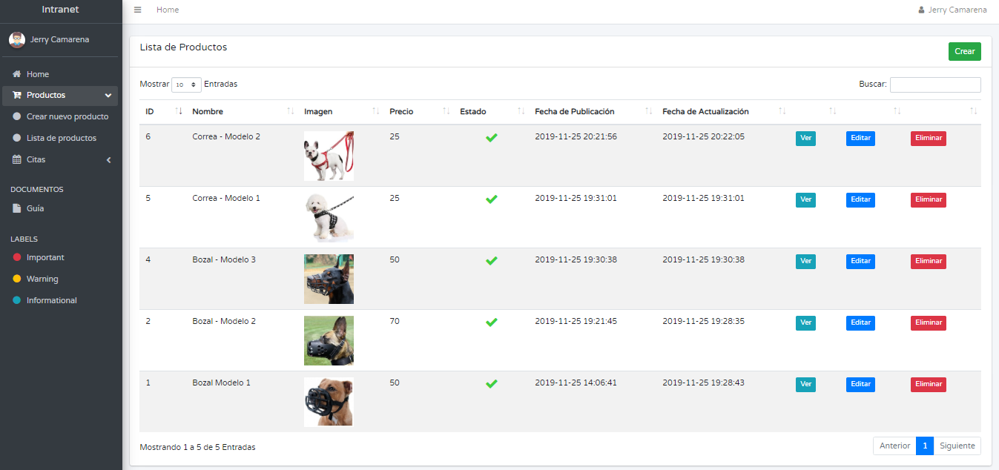 Intranet
Home
Jerry Camarena
Jerry Camarena
Home
Productos
Crear nuevo producto
Lista de productos
Citas
DOCUMENTOS
Guía
LABELS
Important
Warning
Informational
Lista de Productos
Crear
Mostrar 10 Entradas
Buscar:
ID Nombre Imagen Precio Estado Fecha de Publicación Fecha de Actualización
6 Correa - Modelo 2 25 2019-11-25 20:21:56 2019-11-25 20:22:05 Ver Editar Eliminar
5 Correa - Modelo 1 25 2019-11-25 19:31:01 2019-11-25 19:31:01 Ver Editar Eliminar
4 Bozal - Modelo 3 50 2019-11-25 19:30:38 2019-11-25 19:30:38 Ver Editar Eliminar
2 Bozal - Modelo 2 70 2019-11-25 19:21:45 2019-11-25 19:28:35 Ver Editar Eliminar
1 Bozal Modelo 1 50 2019-11-25 14:06:41 2019-11-25 19:28:43 Ver Editar Eliminar
Mostrando 1 a 5 de 5 Entradas
Anterior 1 Siguiente